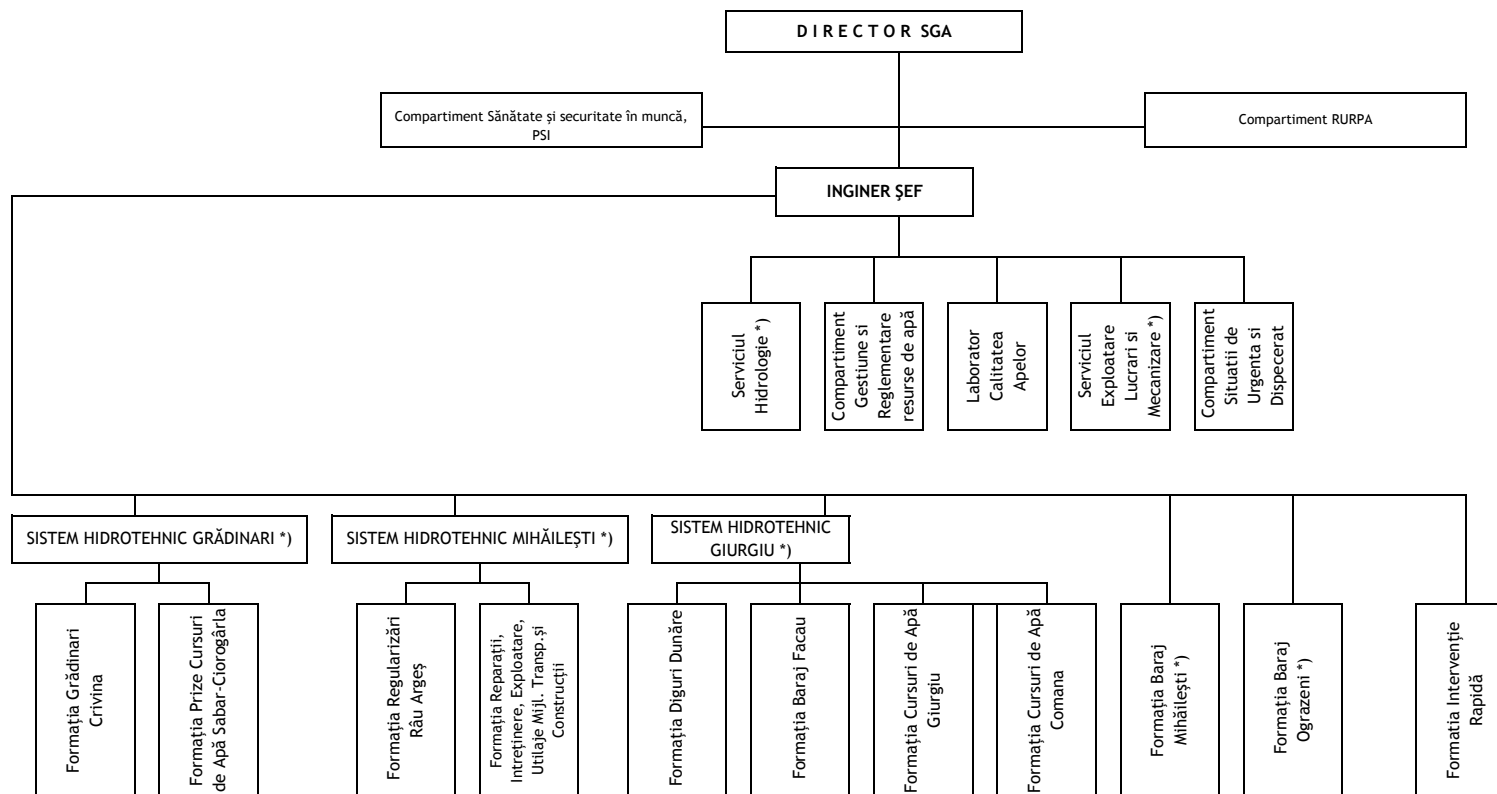 D I R E C T O R SGA
Compartiment Sănătate și securitate în muncă,
PSI
Compartiment RURPA
INGINER ŞEF
Serviciul
Hidrologie *)
Compartiment
Gestiune si
Reglementare
resurse de apă
Laborator
Calitatea
Apelor
Serviciul
Exploatare
Lucrari si
Mecanizare *)
Compartiment
Situatii de
Urgenta si
Dispecerat
SISTEM HIDROTEHNIC GRĂDINARI *)
SISTEM HIDROTEHNIC MIHĂILEŞTI *)
SISTEM HIDROTEHNIC
GIURGIU *)
Formația Grădinari
Crivina
Formația Prize Cursuri
de Apă Sabar-Ciorogârla
Formația Regularizări
Râu Argeș
Formația Reparații,
Intreținere, Exploatare,
Utilaje Mijl. Transp.și
Construcții
Formația Diguri Dunăre
Formația Baraj Facau
Formația Cursuri de Apă
Giurgiu
Formația Cursuri de Apă
Comana
Formația Baraj
Mihăilești *)
Formația Baraj
Ograzeni *)
Formatia Intervenție
Rapidă